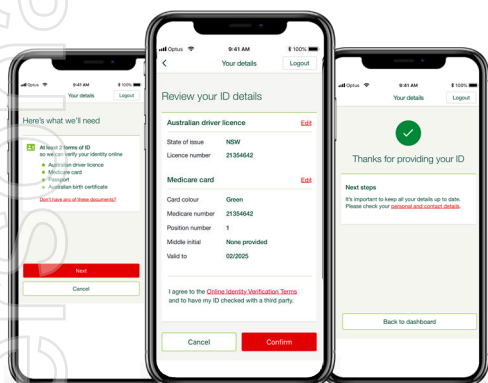 Optus 9:41 AM 100%
Your details Logout
Here's what we'll need
At least 2 forms of ID
so we can verify your identity online
Australian driver licence
Medicare card
Passport
Australian birth certificate
Don't have any of these documents?
Next
Cancel
Optus 9:41 AM 100%
Your details Logout
Review your ID details
Australian driver licence Edit
State of issue NSW
Licence number 21354642
Medicare card Edit
Card colour Green
Medicare number 21354642
Position number 1
Middle initial None provided
Valid to 02/2025
I agree to the Online Identity Verification Terms
and to have my ID checked with a third party.
Cancel Confirm
Optus 9:41 AM 100%
Your details Logout
Thanks for providing your ID
Next steps
It's important to keep all your details up to date.
Please check your personal and contact details.
Back to dashboard